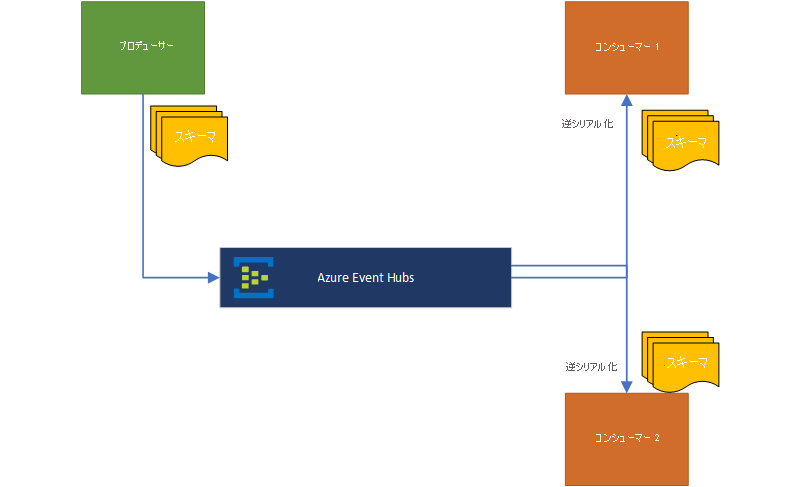 プロデューサー
コンシューマー 1
スキーマ
逆シリアル化
スキーマ
Azure Event Hubs
逆シリアル化
スキーマ
コンシューマー 2